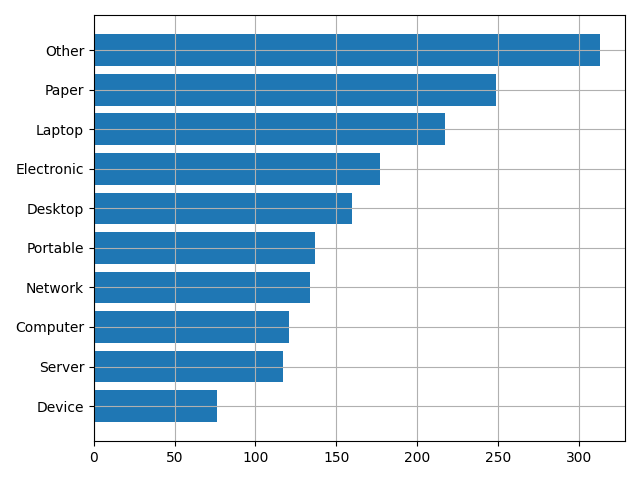 Other
Paper
Laptop
Electronic
Desktop
Portable
Network
Computer
Server
Device
0 50 100 150 200 250 300